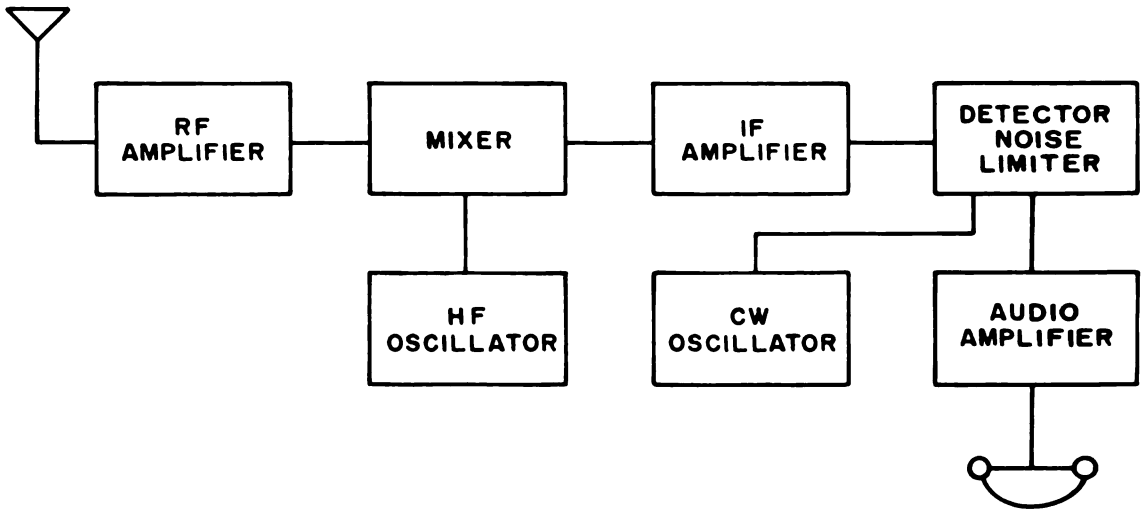 RF
AMPLIFIER
MIXER
IF
AMPLIFIER
DETECTOR
NOISE
LIMITER
HF
OSCILLATOR
CW
OSCILLATOR
AUDIO
AMPLIFIER